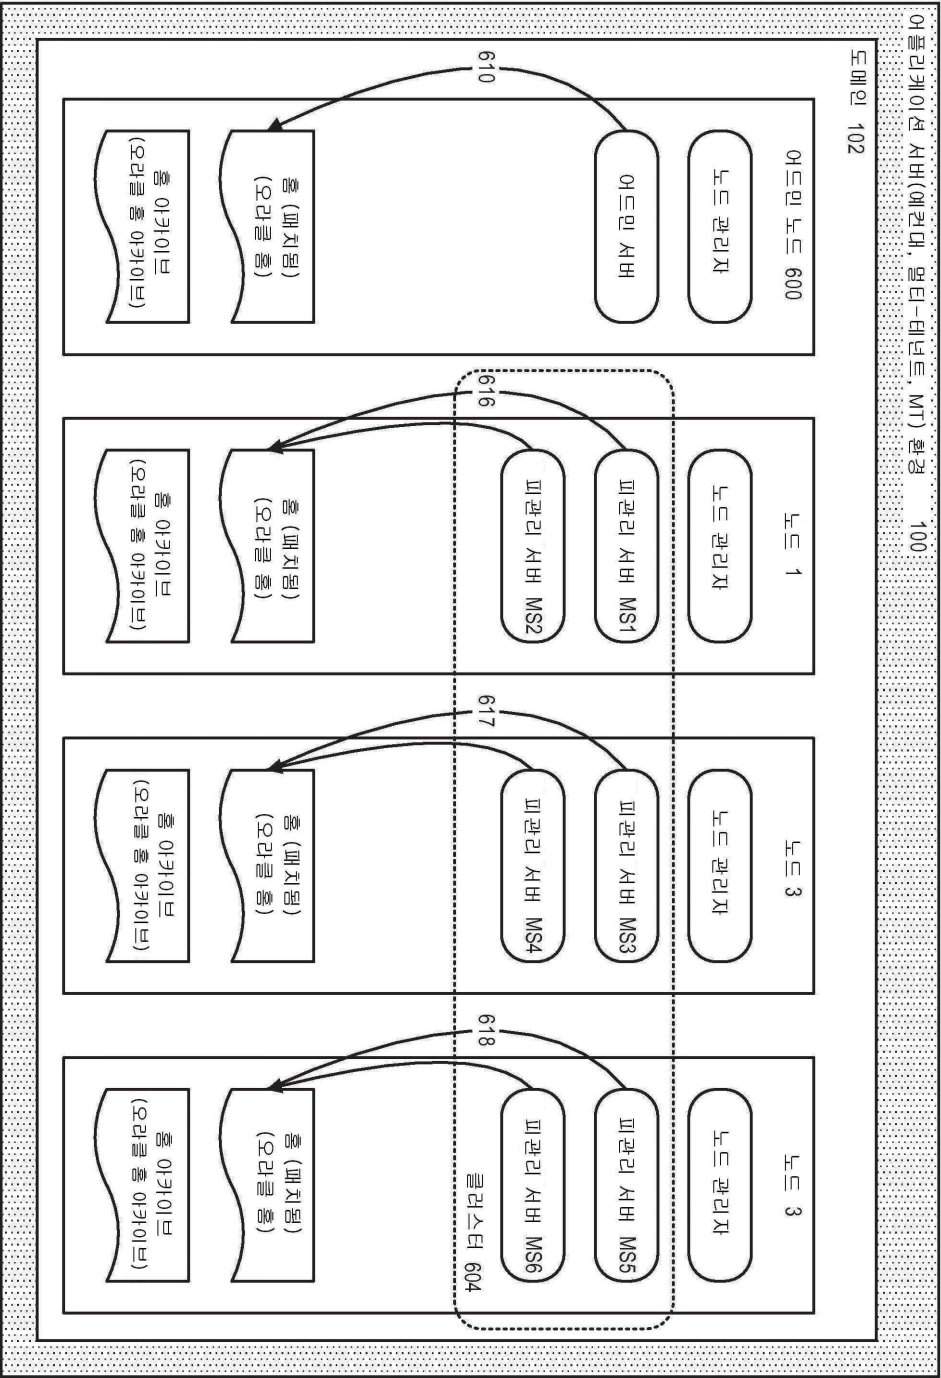 어플리케이션 서버(예컨대, 멀티-테넌트, MT) 환경 100
도메인 102
어드민 노드 600
노드 관리자
어드민 서버
610
홈 (패치됨)
(오라클 홈)
홈 아카이브
(오라클 홈 아카이브)
노드 1
노드 관리자
피관리 서버 MS1
피관리 서버 MS2
616
홈 (패치됨)
(오라클 홈)
홈 아카이브
(오라클 홈 아카이브)
노드 3
노드 관리자
피관리 서버 MS3
피관리 서버 MS4
617
홈 (패치됨)
(오라클 홈)
홈 아카이브
(오라클 홈 아카이브)
노드 3
노드 관리자
피관리 서버 MS5
피관리 서버 MS6
클러스터 604
618
홈 (패치됨)
(오라클 홈)
홈 아카이브
(오라클 홈 아카이브)